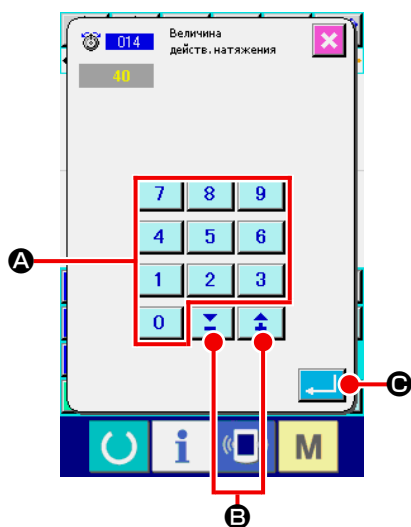 014
Величина
действ.натяжения
40
7 8 9
4 5 6
1 2 3
0
A
B
C
i
M